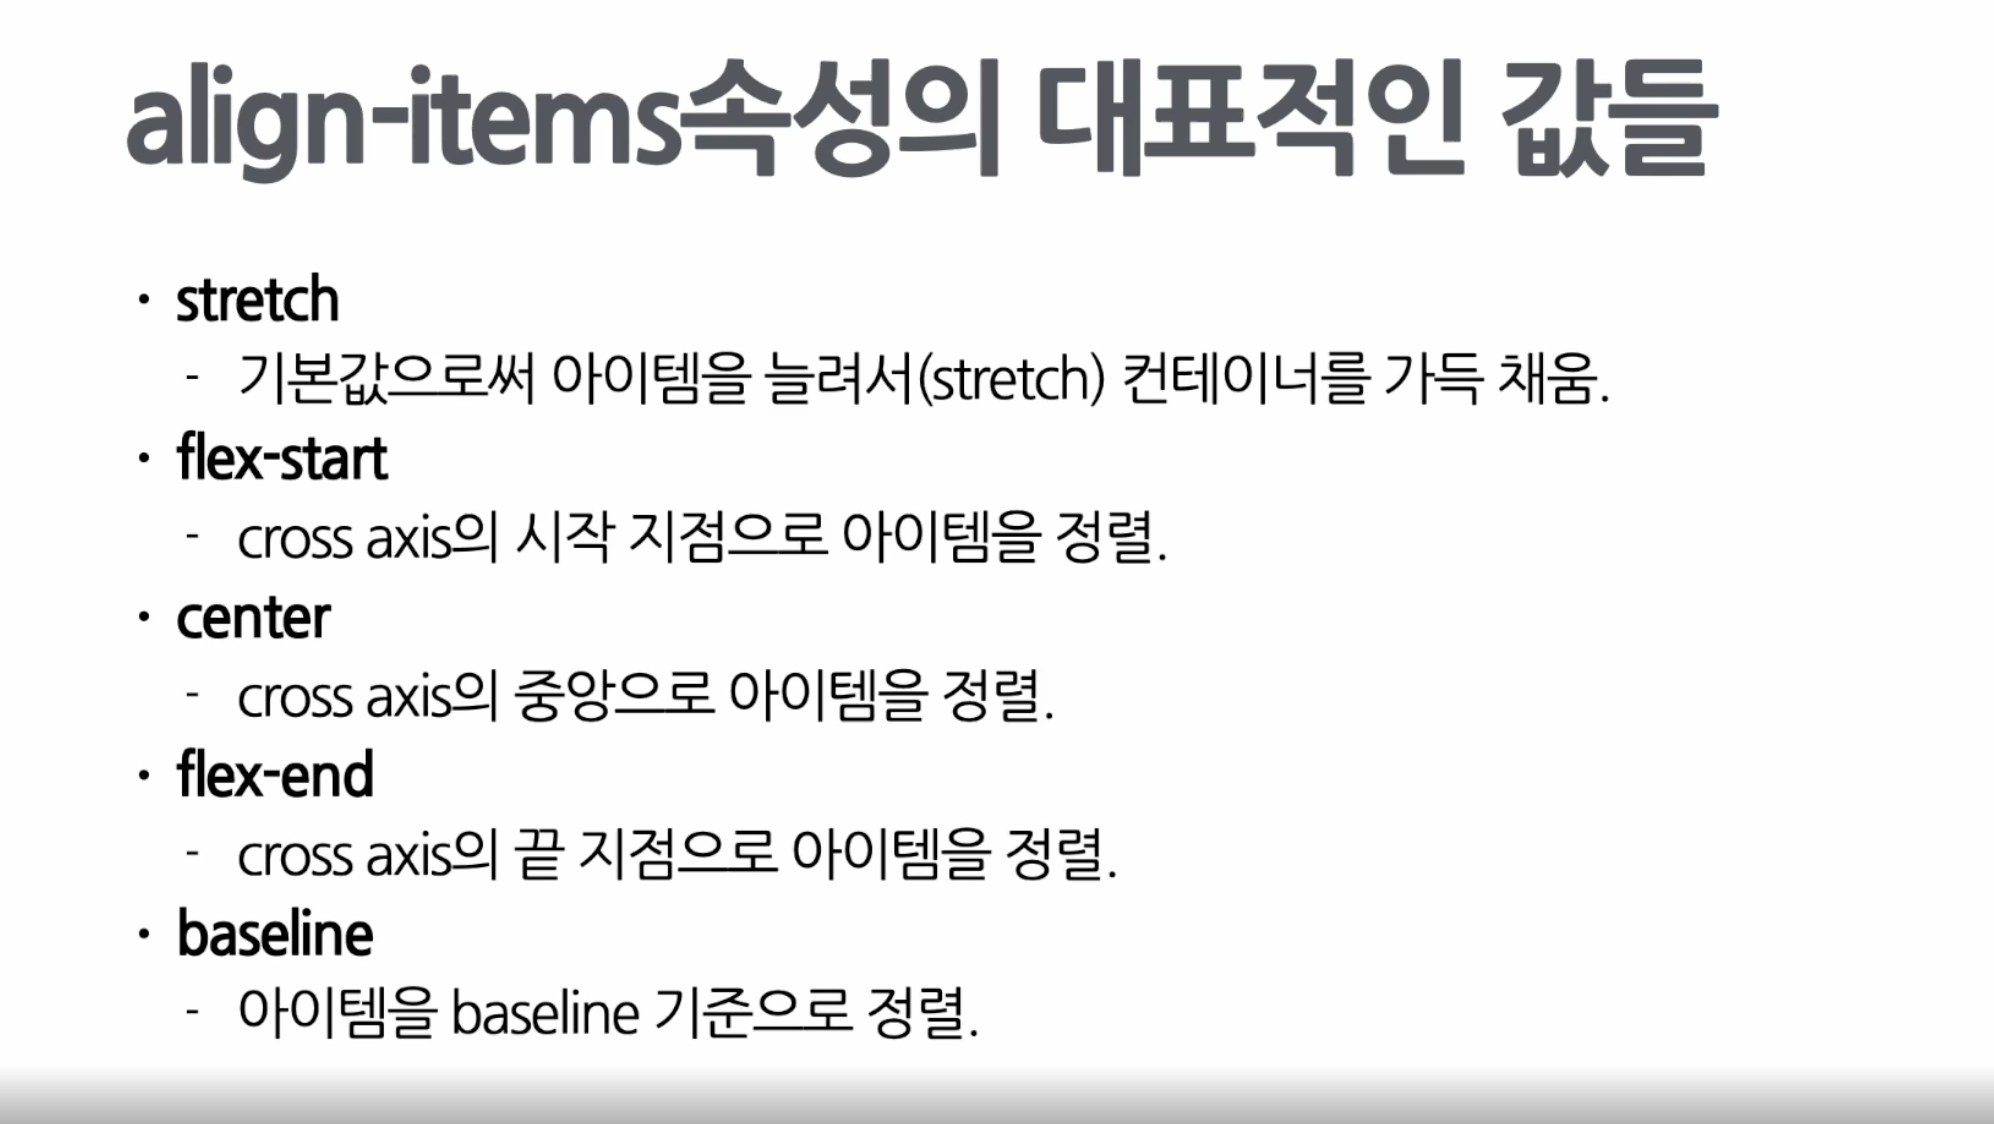 align-items속성의 대표적인 값들
• stretch
- 기본값으로써 아이템을 늘려서(stretch) 컨테이너를 가득 채움.
• flex-start
- cross axis의 시작 지점으로 아이템을 정렬.
• center
- cross axis의 중앙으로 아이템을 정렬.
• flex-end
- cross axis의 끝 지점으로 아이템을 정렬.
• baseline
- 아이템을 baseline 기준으로 정렬.